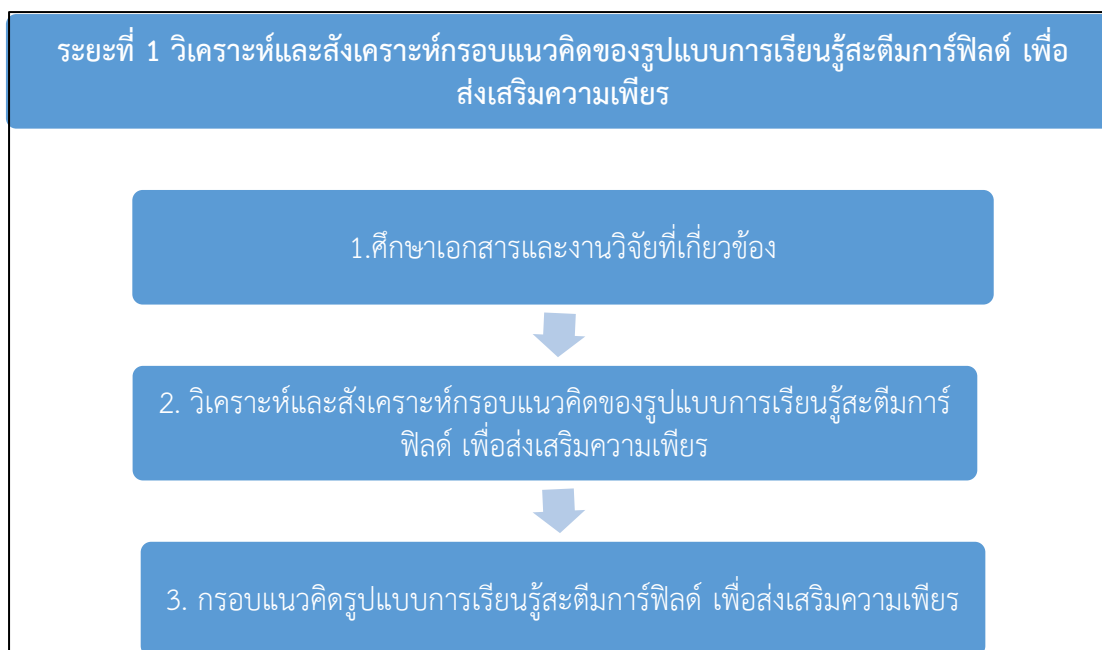 ระยะที่ 1 วิเคราะห์และสังเคราะห์กรอบแนวคิดของรูปแบบการเรียนรู้สะตีมการ์ฟิลด์ เพื่อ
ส่งเสริมความเพียร
1.ศึกษาเอกสารและงานวิจัยที่เกี่ยวข้อง
2. วิเคราะห์และสังเคราะห์กรอบแนวคิดของรูปแบบการเรียนรู้สะตีมการ์
ฟิลด์ เพื่อส่งเสริมความเพียร
3. กรอบแนวคิดรูปแบบการเรียนรู้สะตีมการ์ฟิลด์ เพื่อส่งเสริมความเพียร